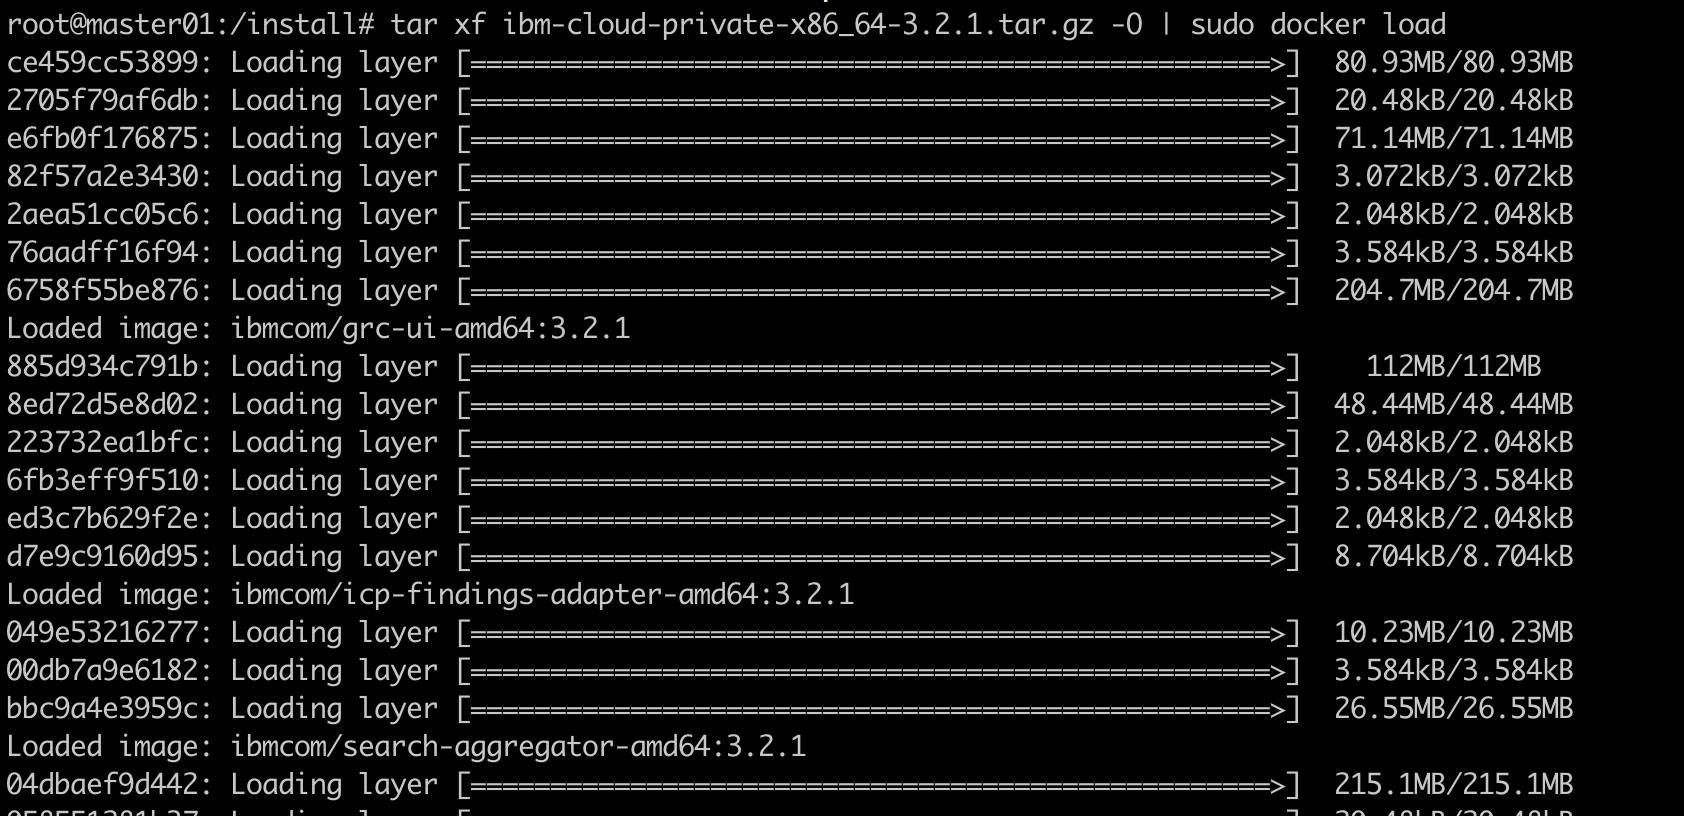 root@master01:/install# tar xf ibm-cloud-private-x86_64-3.2.1.tar.gz -O | sudo docker load
ce459cc53899: Loading layer [==================================================>]  80.93MB/80.93MB
2705f79af6db: Loading layer [==================================================>]  20.48kB/20.48kB
e6fb0f176875: Loading layer [==================================================>]  71.14MB/71.14MB
82f57a2e3430: Loading layer [==================================================>]  3.072kB/3.072kB
2aea51cc05c6: Loading layer [==================================================>]  2.048kB/2.048kB
76aadff16f94: Loading layer [==================================================>]  3.584kB/3.584kB
6758f55be876: Loading layer [==================================================>]  204.7MB/204.7MB
Loaded image: ibmcom/grc-ui-amd64:3.2.1
885d934c791b: Loading layer [==================================================>]    112MB/112MB
8ed72d5e8d02: Loading layer [==================================================>]  48.44MB/48.44MB
223732ea1bfc: Loading layer [==================================================>]  2.048kB/2.048kB
6fb3eff9f510: Loading layer [==================================================>]  3.584kB/3.584kB
ed3c7b629f2e: Loading layer [==================================================>]  2.048kB/2.048kB
d7e9c9160d95: Loading layer [==================================================>]  8.704kB/8.704kB
Loaded image: ibmcom/icp-findings-adapter-amd64:3.2.1
049e53216277: Loading layer [==================================================>]  10.23MB/10.23MB
00db7a9e6182: Loading layer [==================================================>]  3.584kB/3.584kB
bbc9a4e3959c: Loading layer [==================================================>]  26.55MB/26.55MB
Loaded image: ibmcom/search-aggregator-amd64:3.2.1
04dbaef9d442: Loading layer [==================================================>]  215.1MB/215.1MB
Loading layer [==================================================>]